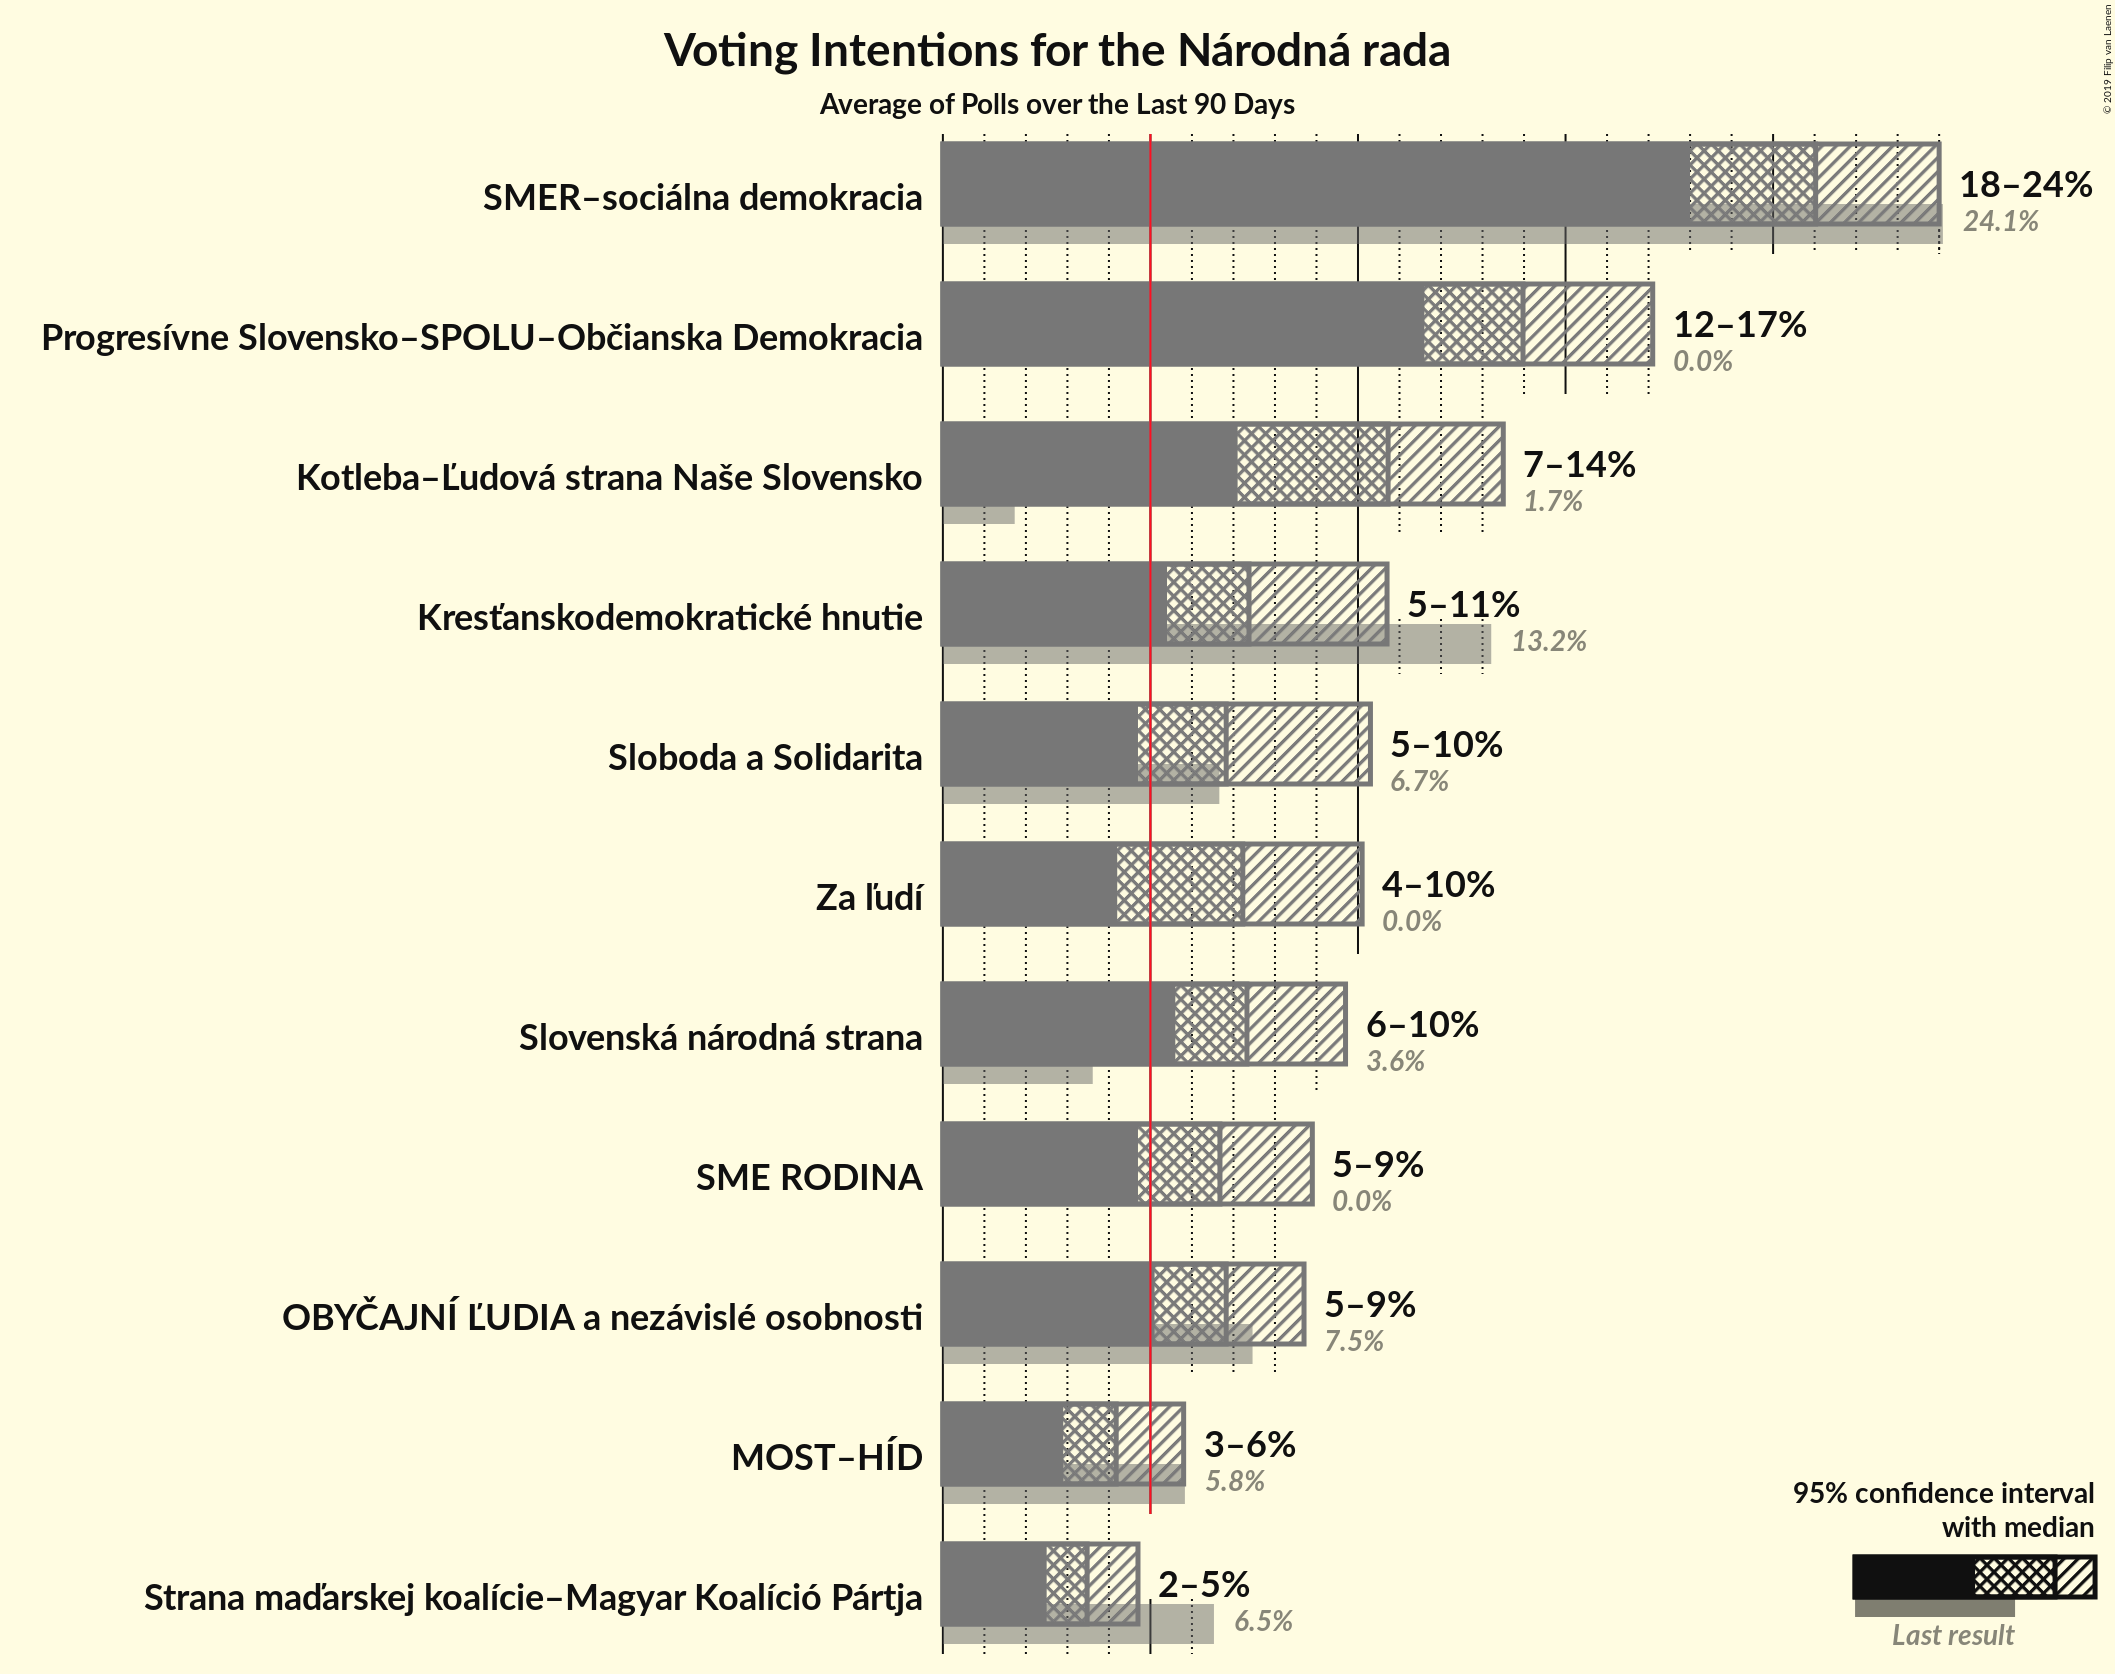 © 2019 Filip van Laenen
Voting Intentions for the Národná rada
Average of Polls over the Last 90 Days
SMER–sociálna demokracia
18–24%
24.1%
Progresívne Slovensko–SPOLU–Občianska Demokracia
12–17%
0.0%
Kotleba–Ľudová strana Naše Slovensko
7–14%
1.7%
Kresťanskodemokratické hnutie
5–11%
13.2%
Sloboda a Solidarita
5–10%
6.7%
Za ľudí
4–10%
0.0%
Slovenská národná strana
6–10%
3.6%
SME RODINA
5–9%
0.0%
OBYČAJNÍ ĽUDIA a nezávislé osobnosti
5–9%
7.5%
MOST–HÍD
3–6%
5.8%
Strana maďarskej koalície–Magyar Koalíció Pártja
2–5%
6.5%
95% confidence interval
with median
Last result